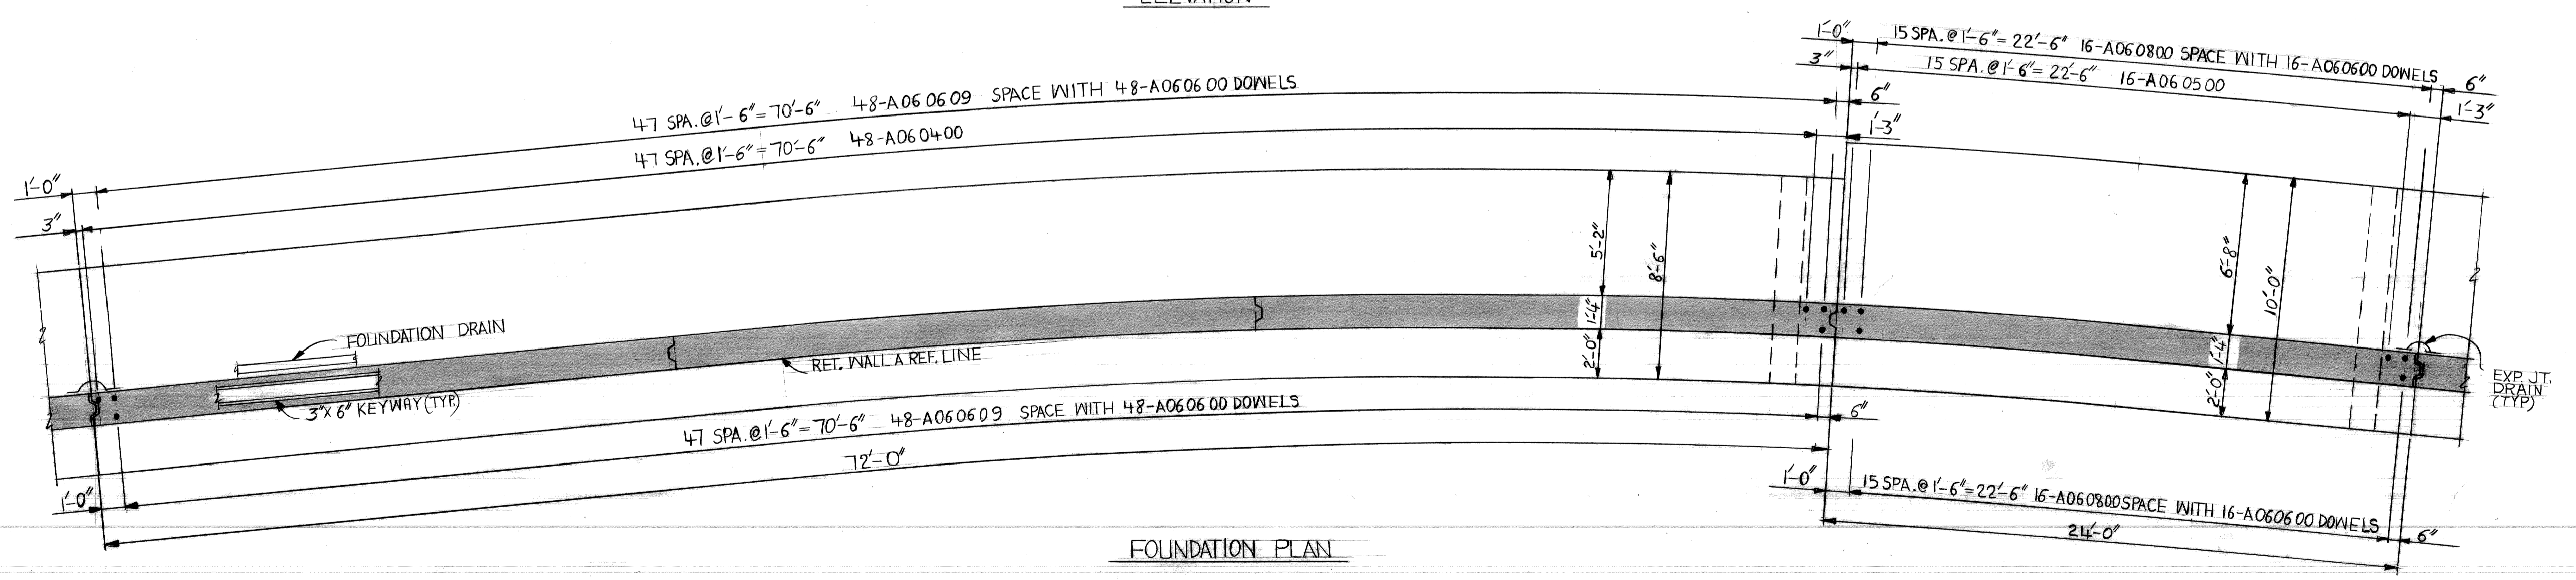 1'-0"
15 SPA.@ 1'-6"= 22'-6" 16-A060800 SPACE WITH 16-A060600 DOWELS
6"
3"
15 SPA.@ 1'-6"= 22'-6" 16-A060500
1'-3"
47 SPA.@1'-6"= 70'-6" 48-A060609 SPACE WITH 48-A060600 DOWELS
6"
47 SPA.@1'-6"= 70'-6" 48-A060400
1'-3"
1'-0"
3"
5'-2"
8'-6"
1'-4"
2'-0"
6'-8"
10'-0"
1'-4"
2'-0"
FOUNDATION DRAIN
RET. WALL A REF. LINE
3"X 6" KEYWAY (TYP.)
EXP. JT.
DRAIN
(TYP)
47 SPA.@1'-6"= 70'-6" 48-A060609 SPACE WITH 48-A060600 DOWELS
6"
72'-0"
1'-0"
1'-0"
15 SPA.@ 1'-6"= 22'-6" 16-A060800 SPACE WITH 16-A060600 DOWELS
6"
24'-0"
FOUNDATION PLAN